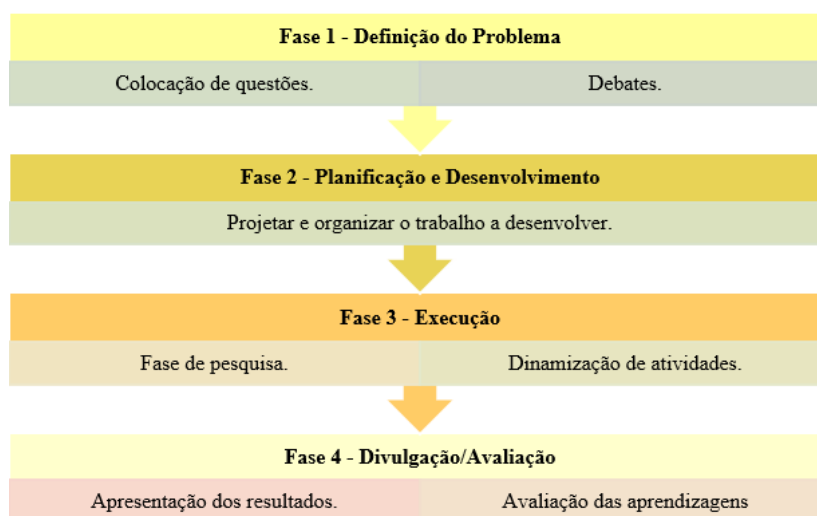 Fase 1 - Definição do Problema
Colocação de questões.
Debates.
Fase 2 - Planificação e Desenvolvimento
Projetar e organizar o trabalho a desenvolver.
Fase 3 - Execução
Fase de pesquisa.
Dinamização de atividades.
Fase 4 - Divulgação/Avaliação
Apresentação dos resultados.
Avaliação das aprendizagens